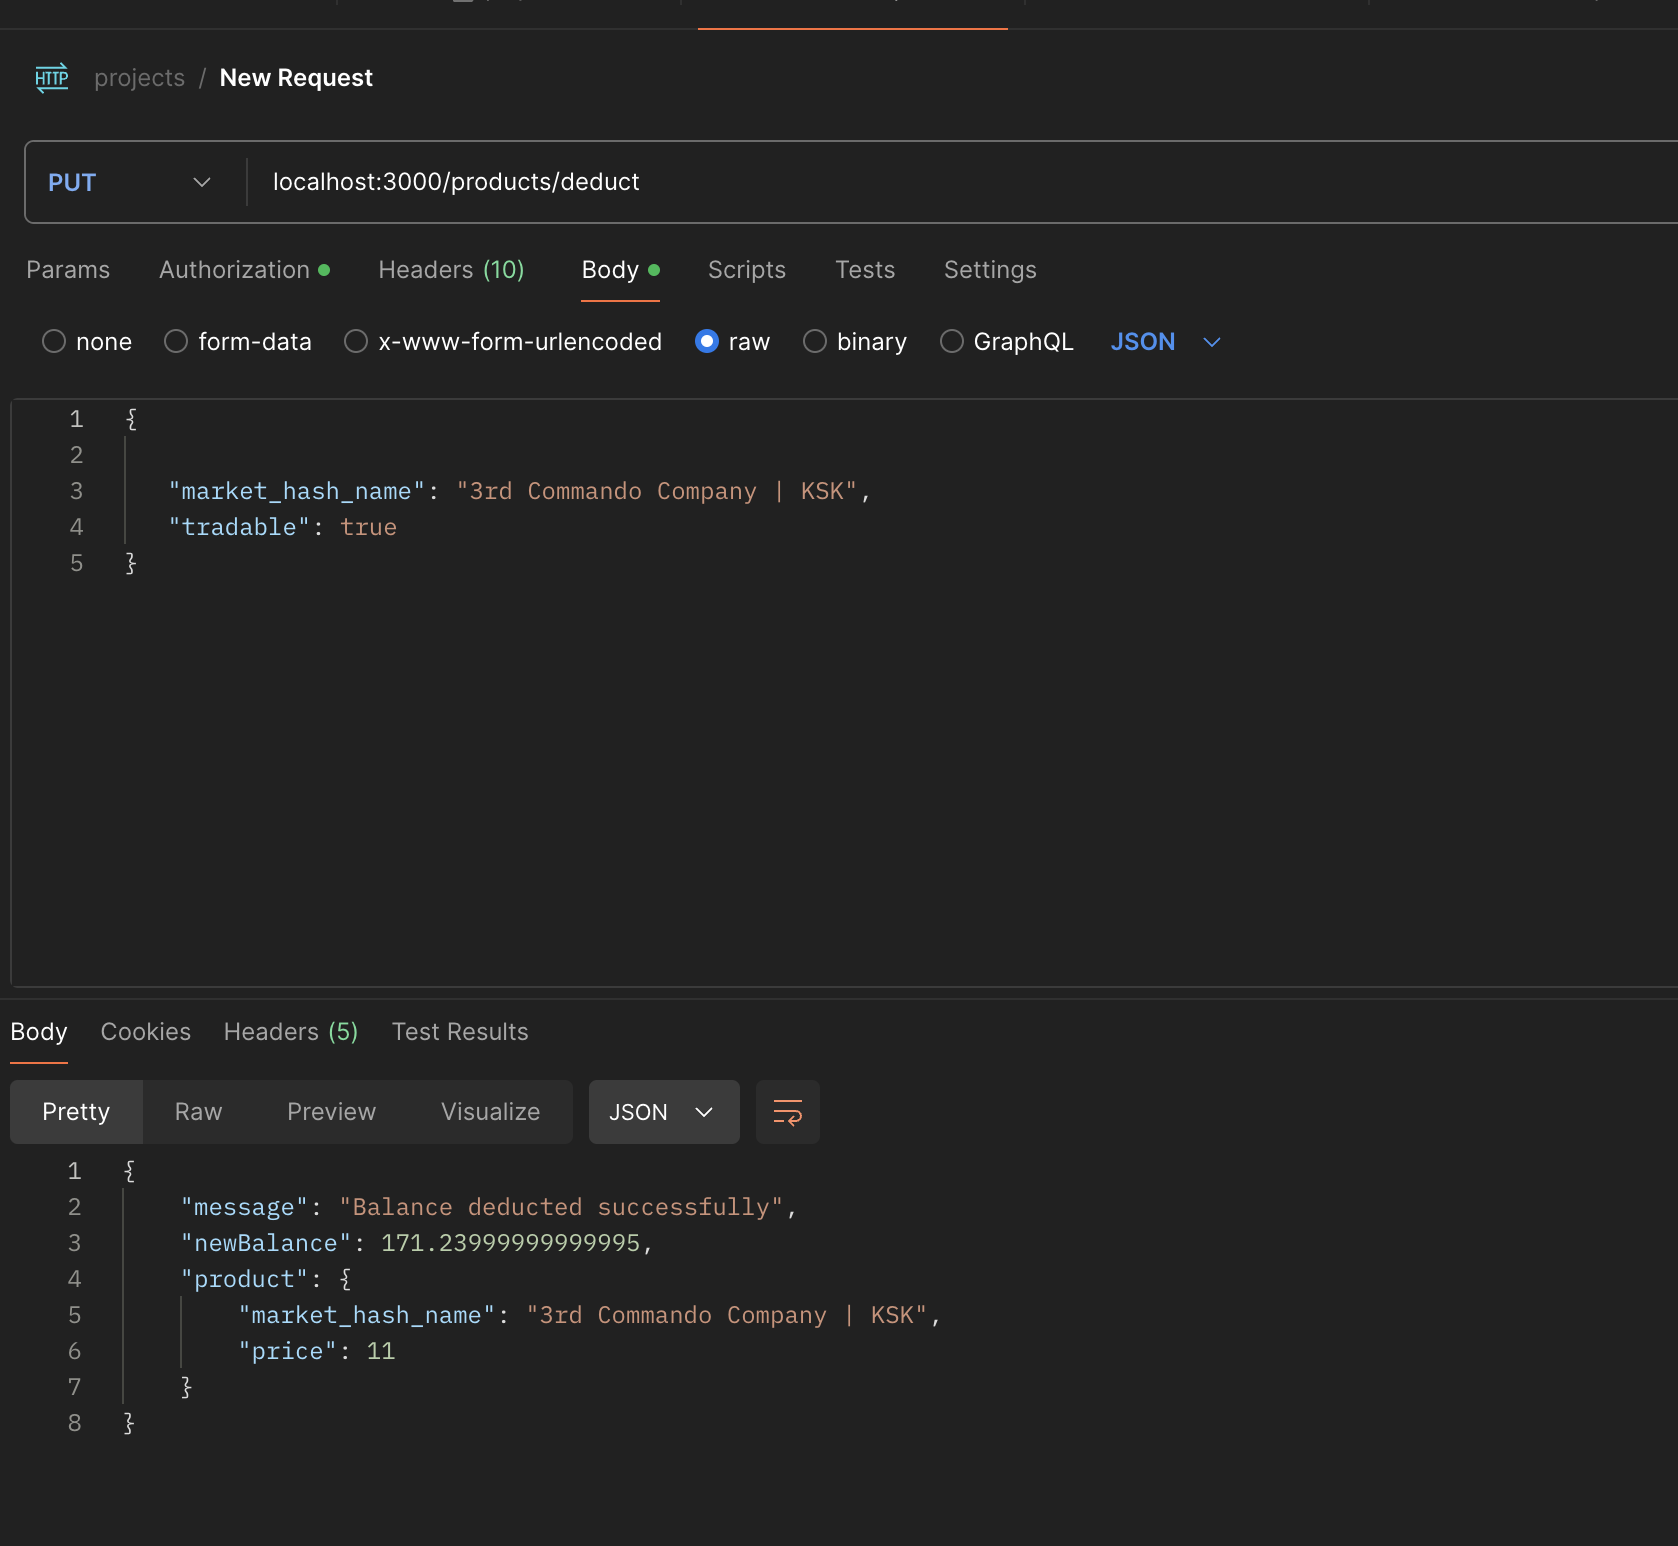 HTTP projects / New Request
PUT localhost:3000/products/deduct
Params Authorization Headers (10) Body Scripts Tests Settings
none form-data x-www-form-urlencoded raw binary GraphQL JSON
1 {
2
3 "market_hash_name": "3rd Commando Company | KSK",
4 "tradable": true
5 }
Body Cookies Headers (5) Test Results
Pretty Raw Preview Visualize JSON
1 {
2 "message": "Balance deducted successfully",
3 "newBalance": 171.23999999999995,
4 "product": {
5 "market_hash_name": "3rd Commando Company | KSK",
6 "price": 11
7 }
8 }